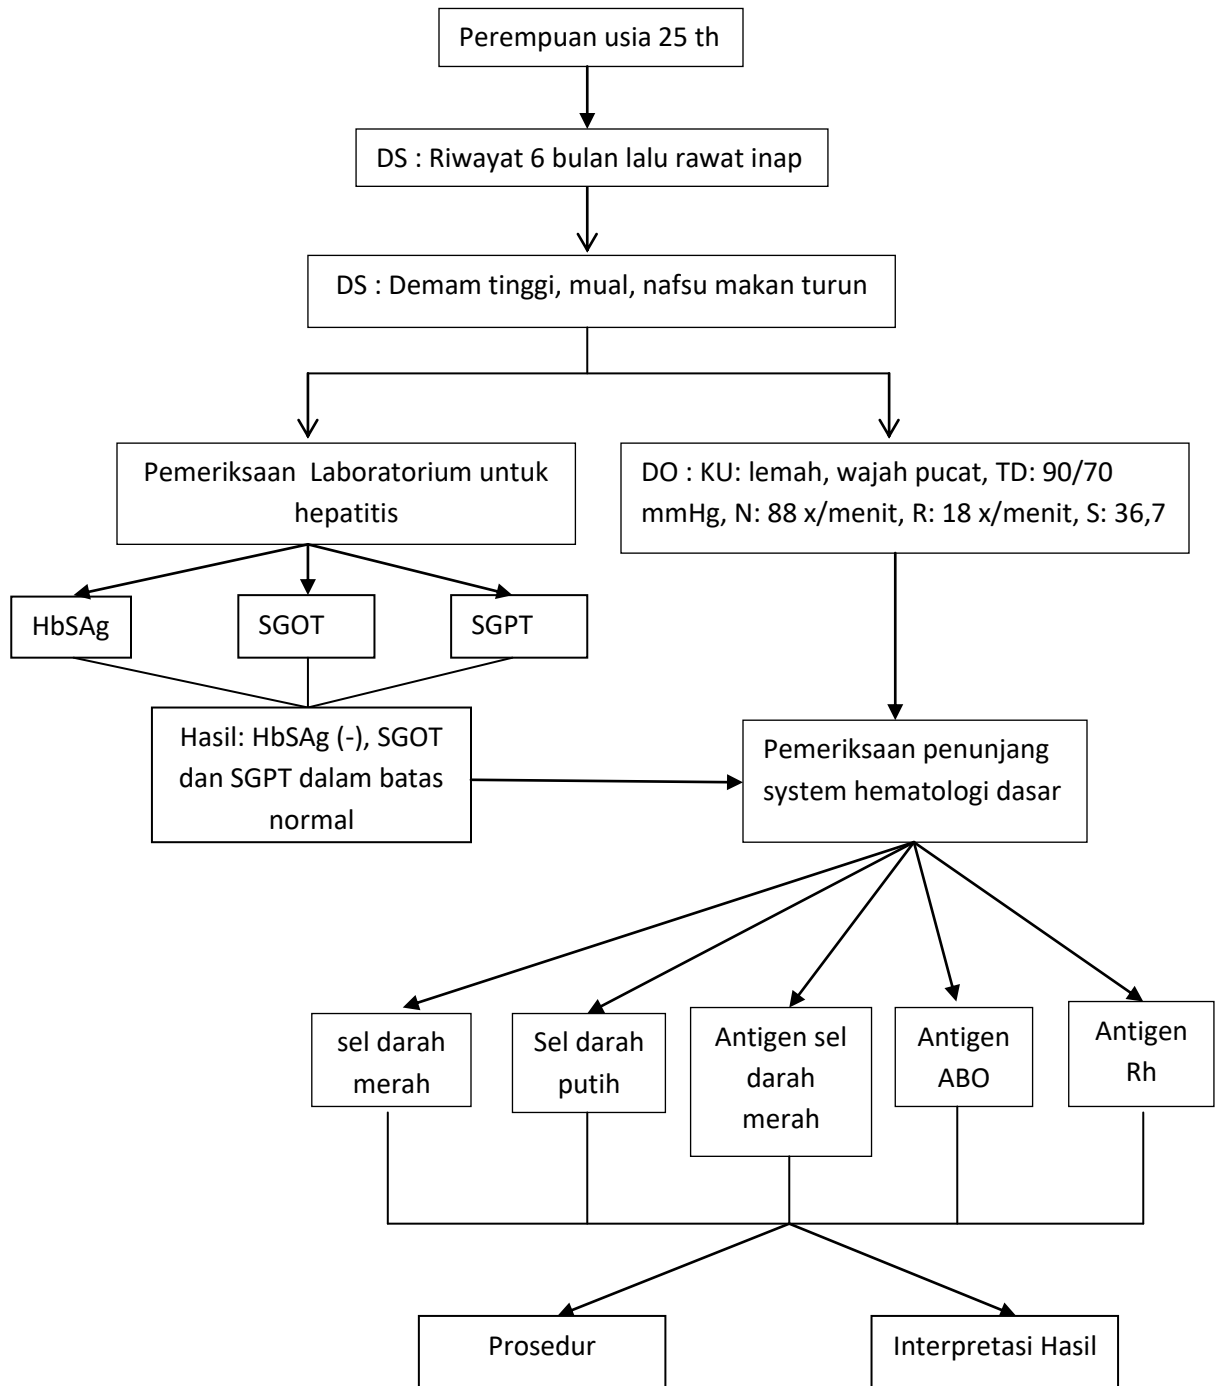 Perempuan usia 25 th
DS : Riwayat 6 bulan lalu rawat inap
DS : Demam tinggi, mual, nafsu makan turun
Pemeriksaan Laboratorium untuk
hepatitis
DO : KU: lemah, wajah pucat, TD: 90/70
mmHg, N: 88 x/menit, R: 18 x/menit, S: 36,7
HbSAg
SGOT
SGPT
Hasil: HbSAg (-), SGOT
dan SGPT dalam batas
normal
Pemeriksaan penunjang
system hematologi dasar
sel darah
merah
Sel darah
putih
Antigen sel
darah
merah
Antigen
ABO
Antigen
Rh
Prosedur
Interpretasi Hasil